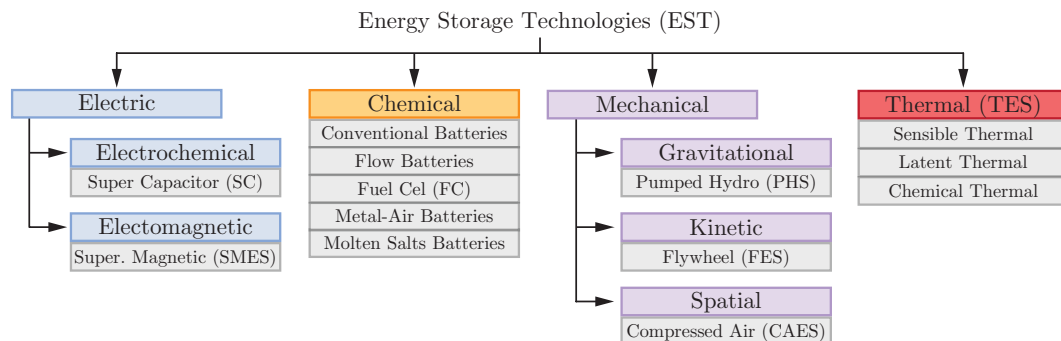 Energy Storage Technologies (EST)
Electric
Electrochemical
Super Capacitor (SC)
Electomagnetic
Super. Magnetic (SMES)
Chemical
Conventional Batteries
Flow Batteries
Fuel Cel (FC)
Metal-Air Batteries
Molten Salts Batteries
Mechanical
Gravitational
Pumped Hydro (PHS)
Kinetic
Flywheel (FES)
Spatial
Compressed Air (CAES)
Thermal (TES)
Sensible Thermal
Latent Thermal
Chemical Thermal